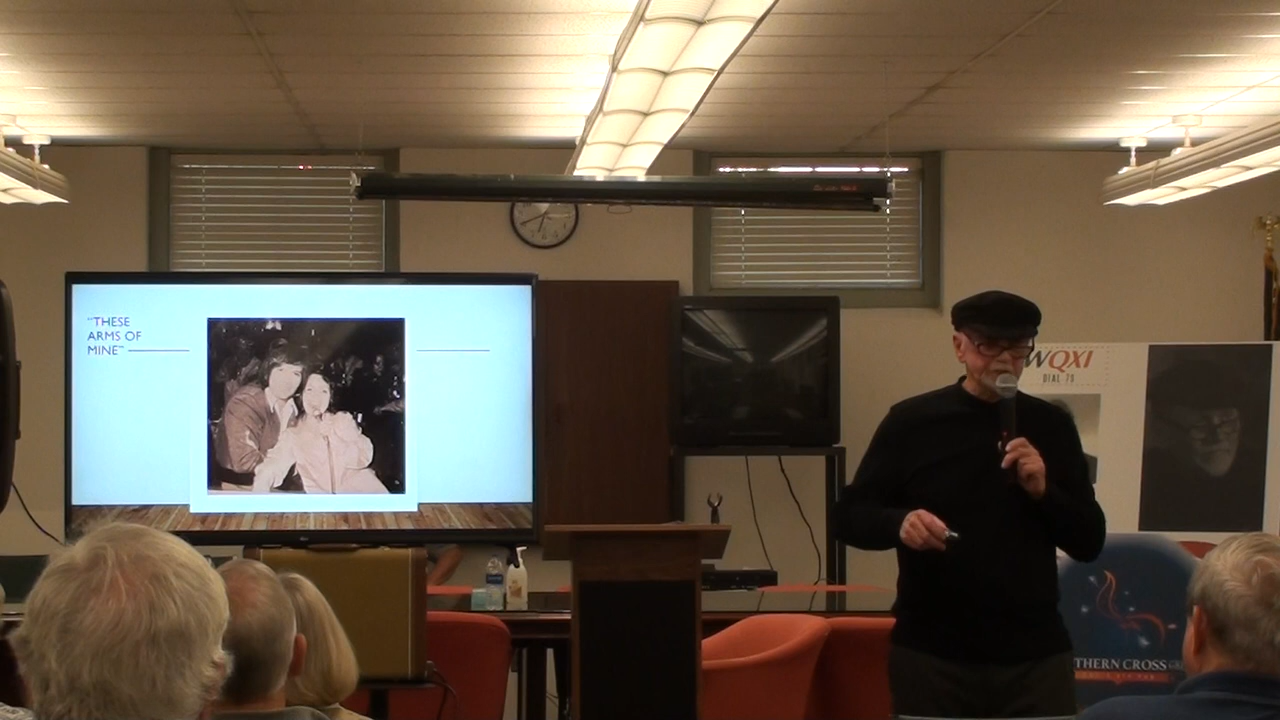 "THESE
ARMS OF
MINE"
WQXI
DIAL 79
THERN CROSS